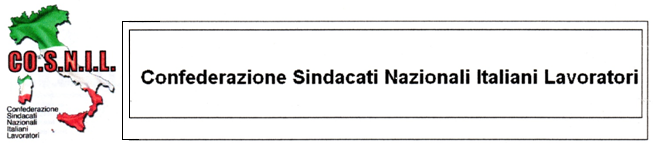 CO.S.N.I.L.
Confederazione
Sindacati
Nazionali
Italiani
Lavoratori
Confederazione Sindacati Nazionali Italiani Lavoratori